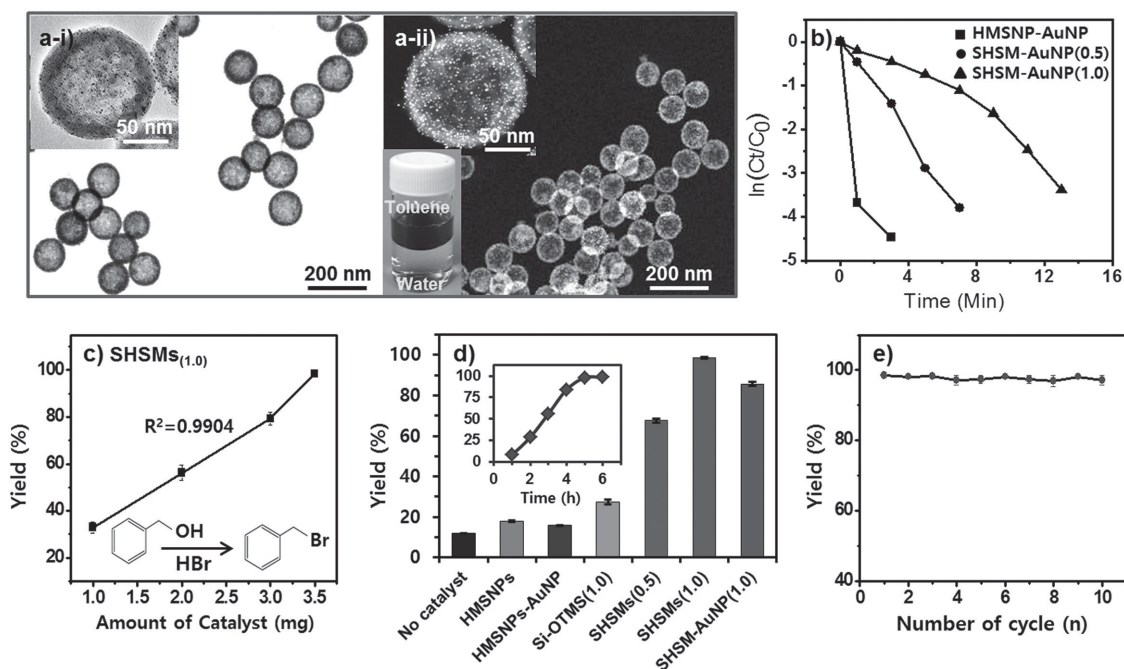 a-i)
50 nm
200 nm
a-ii)
50 nm
Toluene
Water
200 nm
b)
HMSNP-AuNP
SHSM-AuNP(0.5)
SHSM-AuNP(1.0)
ln(Ct/C0)
0
-1
-2
-3
-4
-5
0 4 8 12 16
Time (Min)
c) SHSMs(1.0)
R²=0.9904
Yield (%)
100
80
60
40
20
OH
HBr
Br
1.0 1.5 2.0 2.5 3.0 3.5
Amount of Catalyst (mg)
d)
Yield (%)
100
80
60
40
20
0
100
75
50
25
0
0 2 4 6
Time (h)
No catalyst
HMSNPs
HMSNPs-AuNP
Si-OTMS(1.0)
SHSMs(0.5)
SHSMs(1.0)
SHSM-AuNP(1.0)
e)
Yield (%)
100
80
60
40
0 2 4 6 8 10
Number of cycle (n)